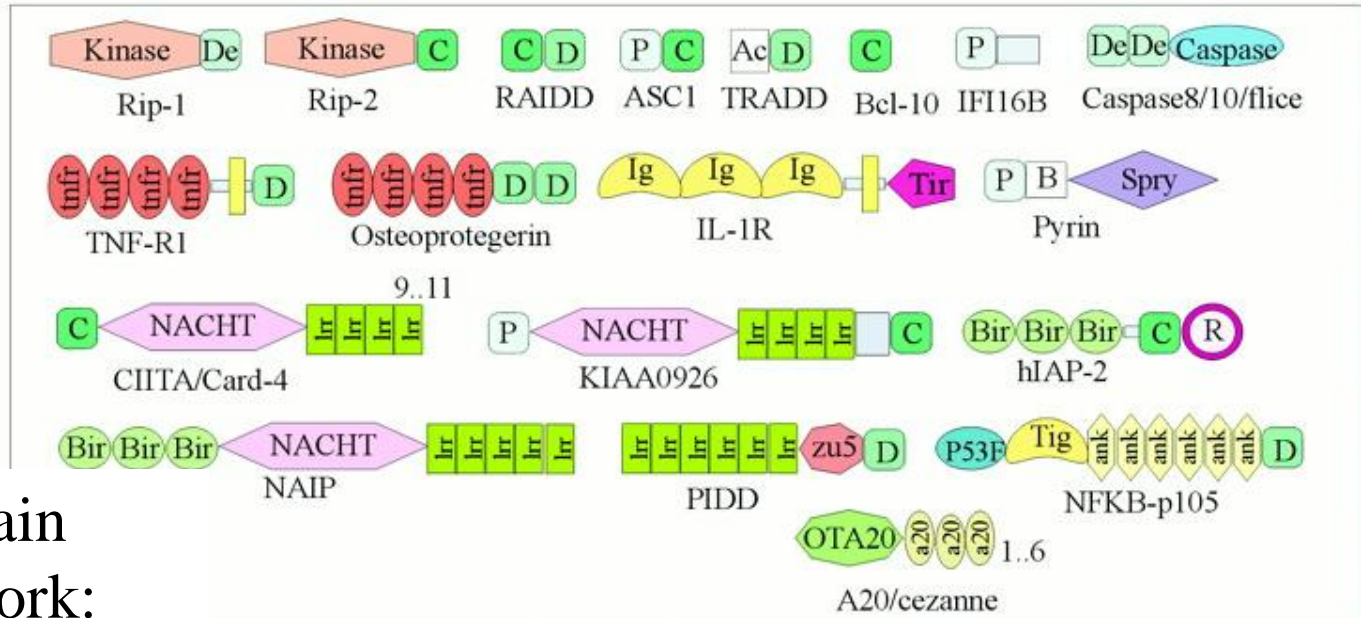 Kinase De Kinase C C D P C Ac D C P De De Caspase
Rip-1 Rip-2 RAIDD ASC1 TRADD Bcl-10 IFI16B Caspase8/10/flice
tnfr tnfr tnfr tnfr D tnfr tnfr tnfr tnfr D D Ig Ig Ig Tir P B Spry
TNF-R1 Osteoprotegerin IL-1R Pyrin
9..11
C NACHT lrr lrr lrr lrr P NACHT lrr lrr lrr lrr C Bir Bir Bir C R
CIITA/Card-4 KIAA0926 hIAP-2
Bir Bir Bir NACHT lrr lrr lrr lrr lrr lrr lrr lrr lrr lrr lrr zu5 D P53F Tig ank ank ank ank ank ank D
NAIP PIDD NFKB-p105
OTA20 a20 a20 a20 1..6
A20/cezanne
ain
ork: